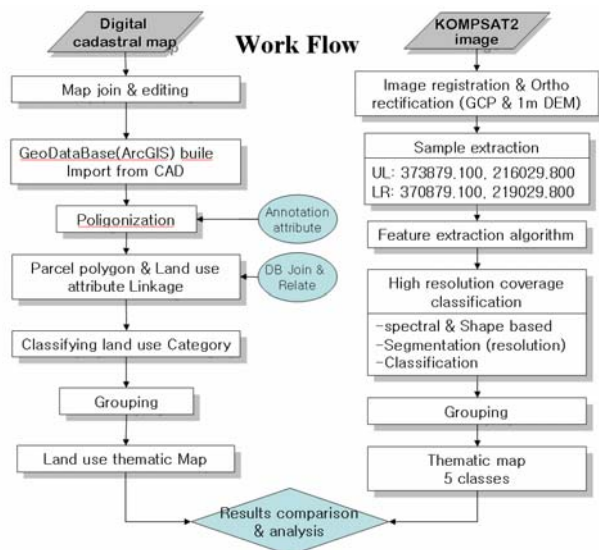 Digital
cadastral map
Work Flow
KOMPSAT2
image
Map join & editing
GeoDataBase(ArcGIS) buile
Import from CAD
Poligonization
Annotation
attribute
Parcel polygon & Land use
attribute Linkage
DB Join &
Relate
Classifying land use Category
Grouping
Land use thematic Map
Image registration & Ortho
rectification (GCP & 1m DEM)
Sample extraction
UL: 373879.100, 216029.800
LR: 370879.100, 219029.800
Feature extraction algorithm
High resolution coverage
classification
-spectral & Shape based
-Segmentation (resolution)
-Classification
Grouping
Thematic map
5 classes
Results comparison
& analysis